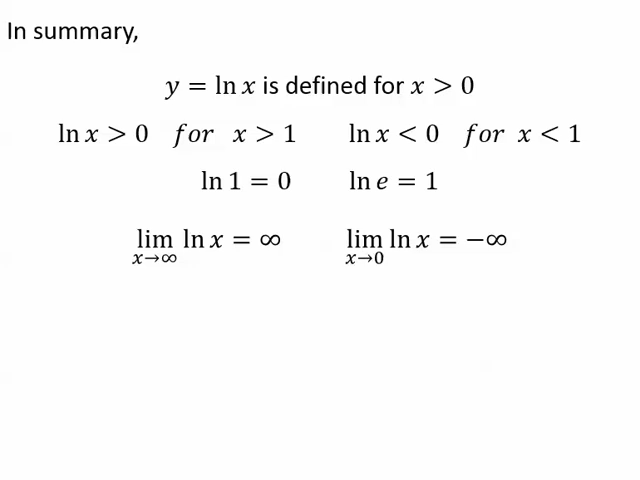 In summary,
y = ln x is defined for x > 0
ln x > 0 for x > 1 ln x < 0 for x < 1
ln 1 = 0 ln e = 1
lim x→∞ ln x = ∞ lim x→0 ln x = −∞